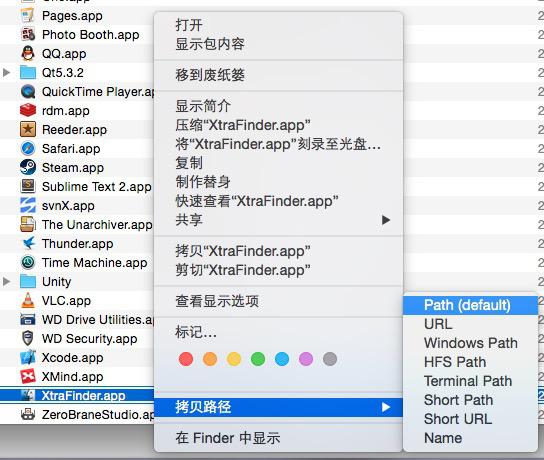 Pages.app
Photo Booth.app
QQ.app
Qt5.3.2
QuickTime Player.ap
rdm.app
Reeder.app
Safari.app
Steam.app
Sublime Text 2.app
svnX.app
The Unarchiver.app
Thunder.app
Time Machine.app
Unity
VLC.app
WD Drive Utilities.ap
WD Security.app
Xcode.app
XMind.app
XtraFinder.app
ZeroBraneStudio.ap
打开
显示包内容
移到废纸篓
显示简介
压缩“XtraFinder.app”
将“XtraFinder.app”刻录至光盘…
复制
制作替身
快速查看“XtraFinder.app”
共享
拷贝“XtraFinder.app”
剪切“XtraFinder.app”
查看显示选项
标记…
拷贝路径
在 Finder 中显示
Path (default)
URL
Windows Path
HFS Path
Terminal Path
Short Path
Short URL
Name